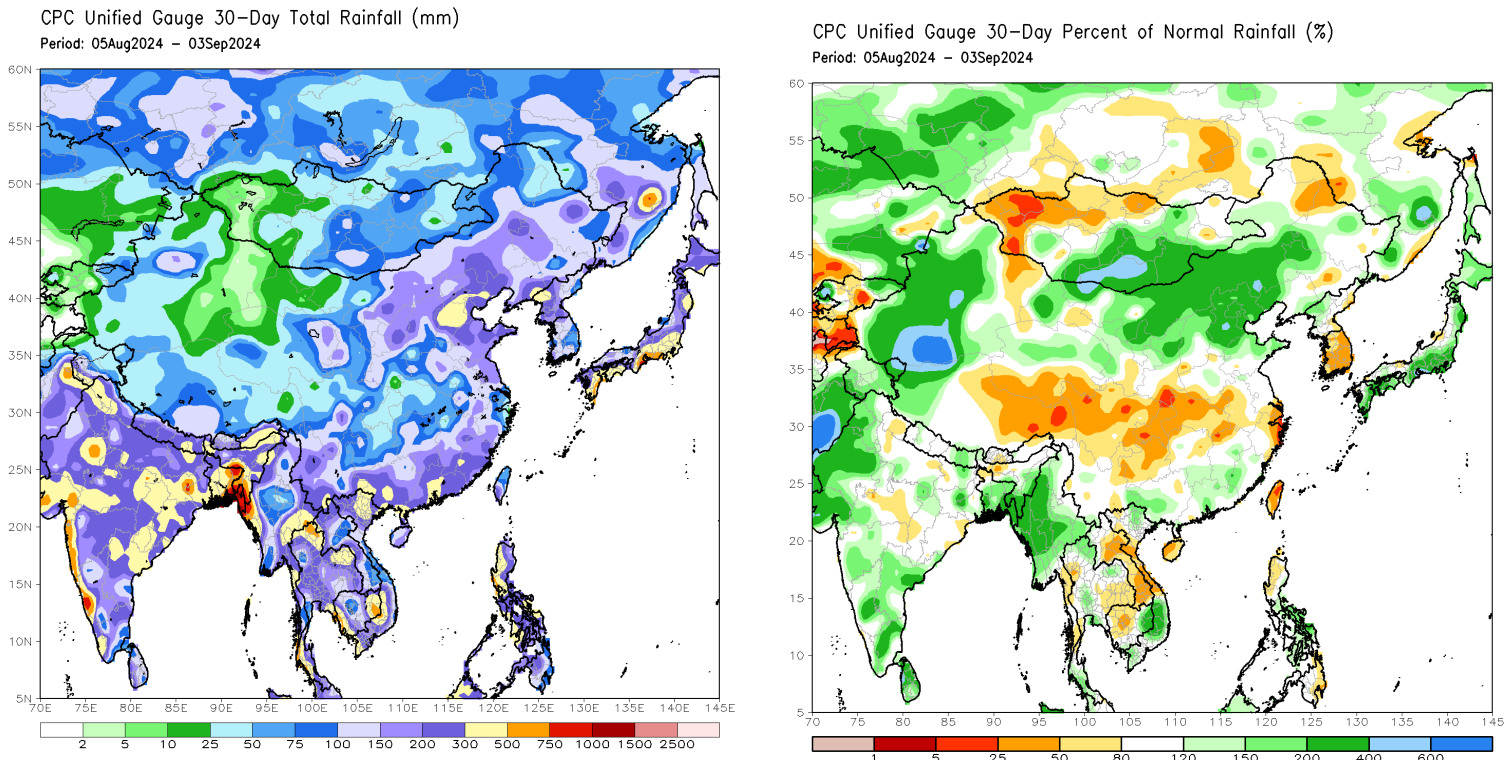 CPC Unified Gauge 30-Day Total Rainfall (mm)
Period: 05Aug2024 - 03Sep2024
60N
55N
50N
45N
40N
35N
30N
25N
20N
15N
10N
5N
70E 75E 80E 85E 90E 95E 100E 105E 110E 115E 120E 125E 130E 135E 140E 145E
2 5 10 25 50 75 100 150 200 300 500 750 1000 1500 2500
CPC Unified Gauge 30-Day Percent of Normal Rainfall (%)
Period: 05Aug2024 - 03Sep2024
60
55
50
45
40
35
30
25
20
15
10
5
70 75 80 85 90 95 100 105 110 115 120 125 130 135 140 145
1 5 25 50 80 120 150 200 400 600